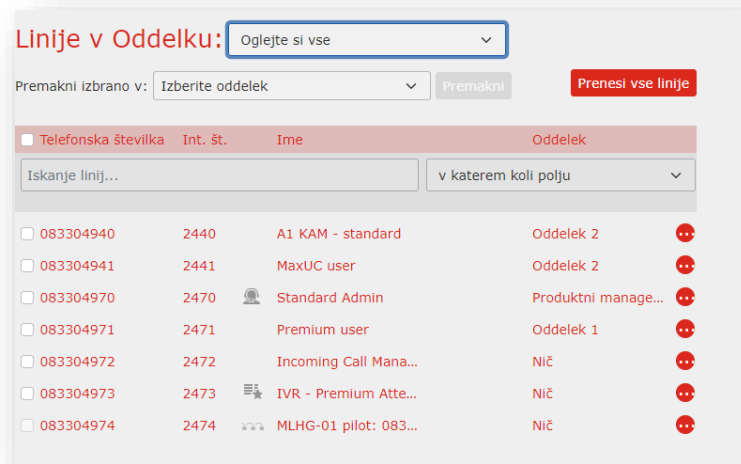 Linije v Oddelku: Oglejte si vse
Premakni izbrano v: Izberite oddelek Premakni Prenesi vse linije
Telefonska številka Int. št. Ime Oddelek
Iskanje linij... v katerem koli polju
083304940 2440 A1 KAM - standard Oddelek 2
083304941 2441 MaxUC user Oddelek 2
083304970 2470 Standard Admin Produktni manage...
083304971 2471 Premium user Oddelek 1
083304972 2472 Incoming Call Mana... Nič
083304973 2473 IVR - Premium Atte... Nič
083304974 2474 MLHG-01 pilot: 083... Nič